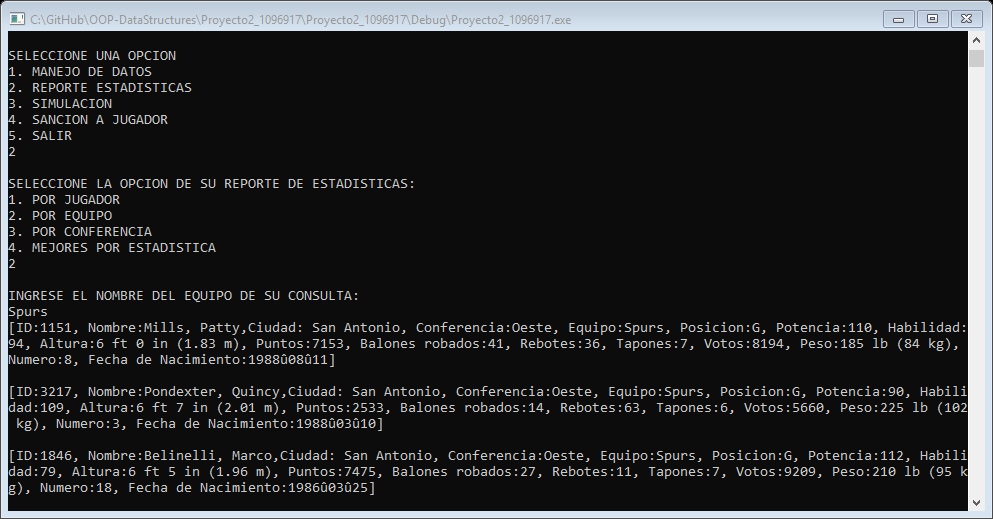 C:\GitHub\OOP-DataStructures\Proyecto2_1096917\Proyecto2_1096917\Debug\Proyecto2_1096917.exe
SELECCIONE UNA OPCION
1. MANEJO DE DATOS
2. REPORTE ESTADISTICAS
3. SIMULACION
4. SANCION A JUGADOR
5. SALIR
2
SELECCIONE LA OPCION DE SU REPORTE DE ESTADISTICAS:
1. POR JUGADOR
2. POR EQUIPO
3. POR CONFERENCIA
4. MEJORES POR ESTADISTICA
2
INGRESE EL NOMBRE DEL EQUIPO DE SU CONSULTA:
Spurs
[ID:1151, Nombre:Mills, Patty,Ciudad: San Antonio, Conferencia:Oeste, Equipo:Spurs, Posicion:G, Potencia:110, Habilidad:
94, Altura:6 ft 0 in (1.83 m), Puntos:7153, Balones robados:41, Rebotes:36, Tapones:7, Votos:8194, Peso:185 lb (84 kg),
Numero:8, Fecha de Nacimiento:1988û08û11]
[ID:3217, Nombre:Pondexter, Quincy,Ciudad: San Antonio, Conferencia:Oeste, Equipo:Spurs, Posicion:G, Potencia:90, Habili
dad:109, Altura:6 ft 7 in (2.01 m), Puntos:2533, Balones robados:14, Rebotes:63, Tapones:6, Votos:5660, Peso:225 lb (102
kg), Numero:3, Fecha de Nacimiento:1988û03û10]
[ID:1846, Nombre:Belinelli, Marco,Ciudad: San Antonio, Conferencia:Oeste, Equipo:Spurs, Posicion:G, Potencia:112, Habili
dad:79, Altura:6 ft 5 in (1.96 m), Puntos:7475, Balones robados:27, Rebotes:11, Tapones:7, Votos:9209, Peso:210 lb (95 k
g), Numero:18, Fecha de Nacimiento:1986û03û25]